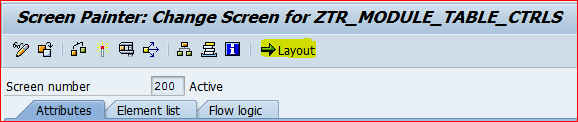 Screen Painter: Change Screen for ZTR_MODULE_TABLE_CTRLS
Layout
Screen number 200 Active
Attributes Element list Flow logic